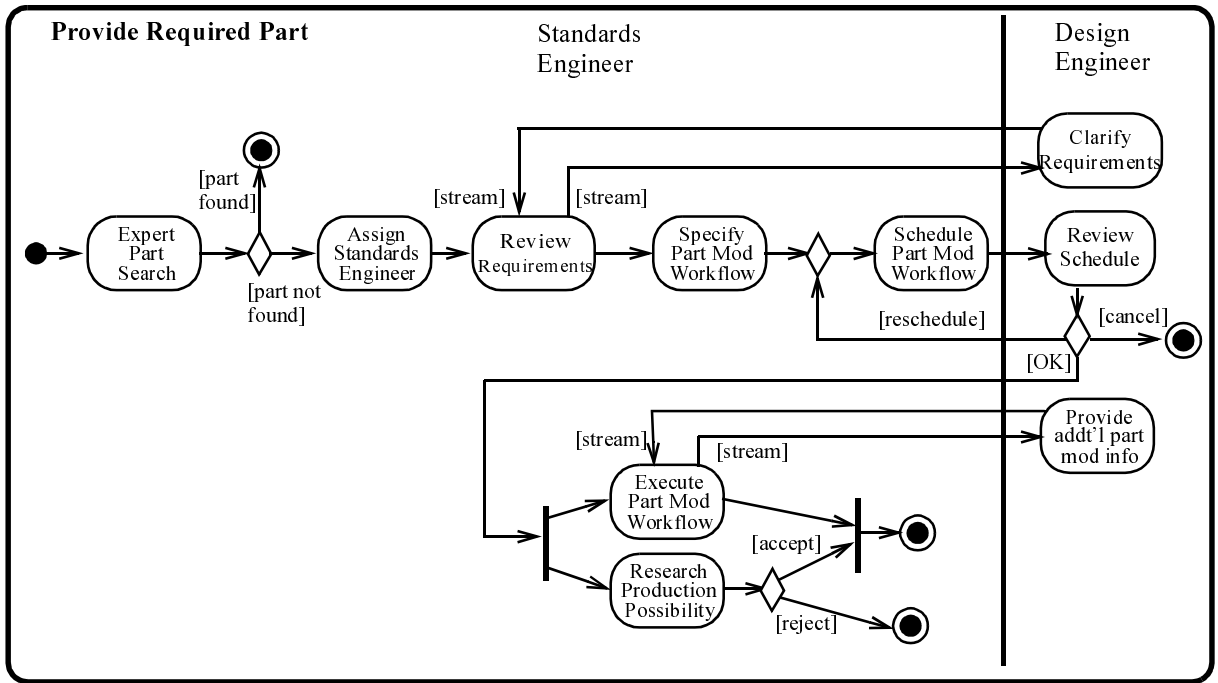 Provide Required Part
Standards
Engineer
Design
Engineer
Clarify
Requirements
[part
found]
[stream]
[stream]
Expert
Part
Search
Assign
Standards
Engineer
Review
Requirements
Specify
Part Mod
Workflow
Schedule
Part Mod
Workflow
Review
Schedule
[part not
found]
[reschedule]
[cancel]
[OK]
Provide
addt'l part
mod info
[stream]
[stream]
Execute
Part Mod
Workflow
[accept]
Research
Production
Possibility
[reject]